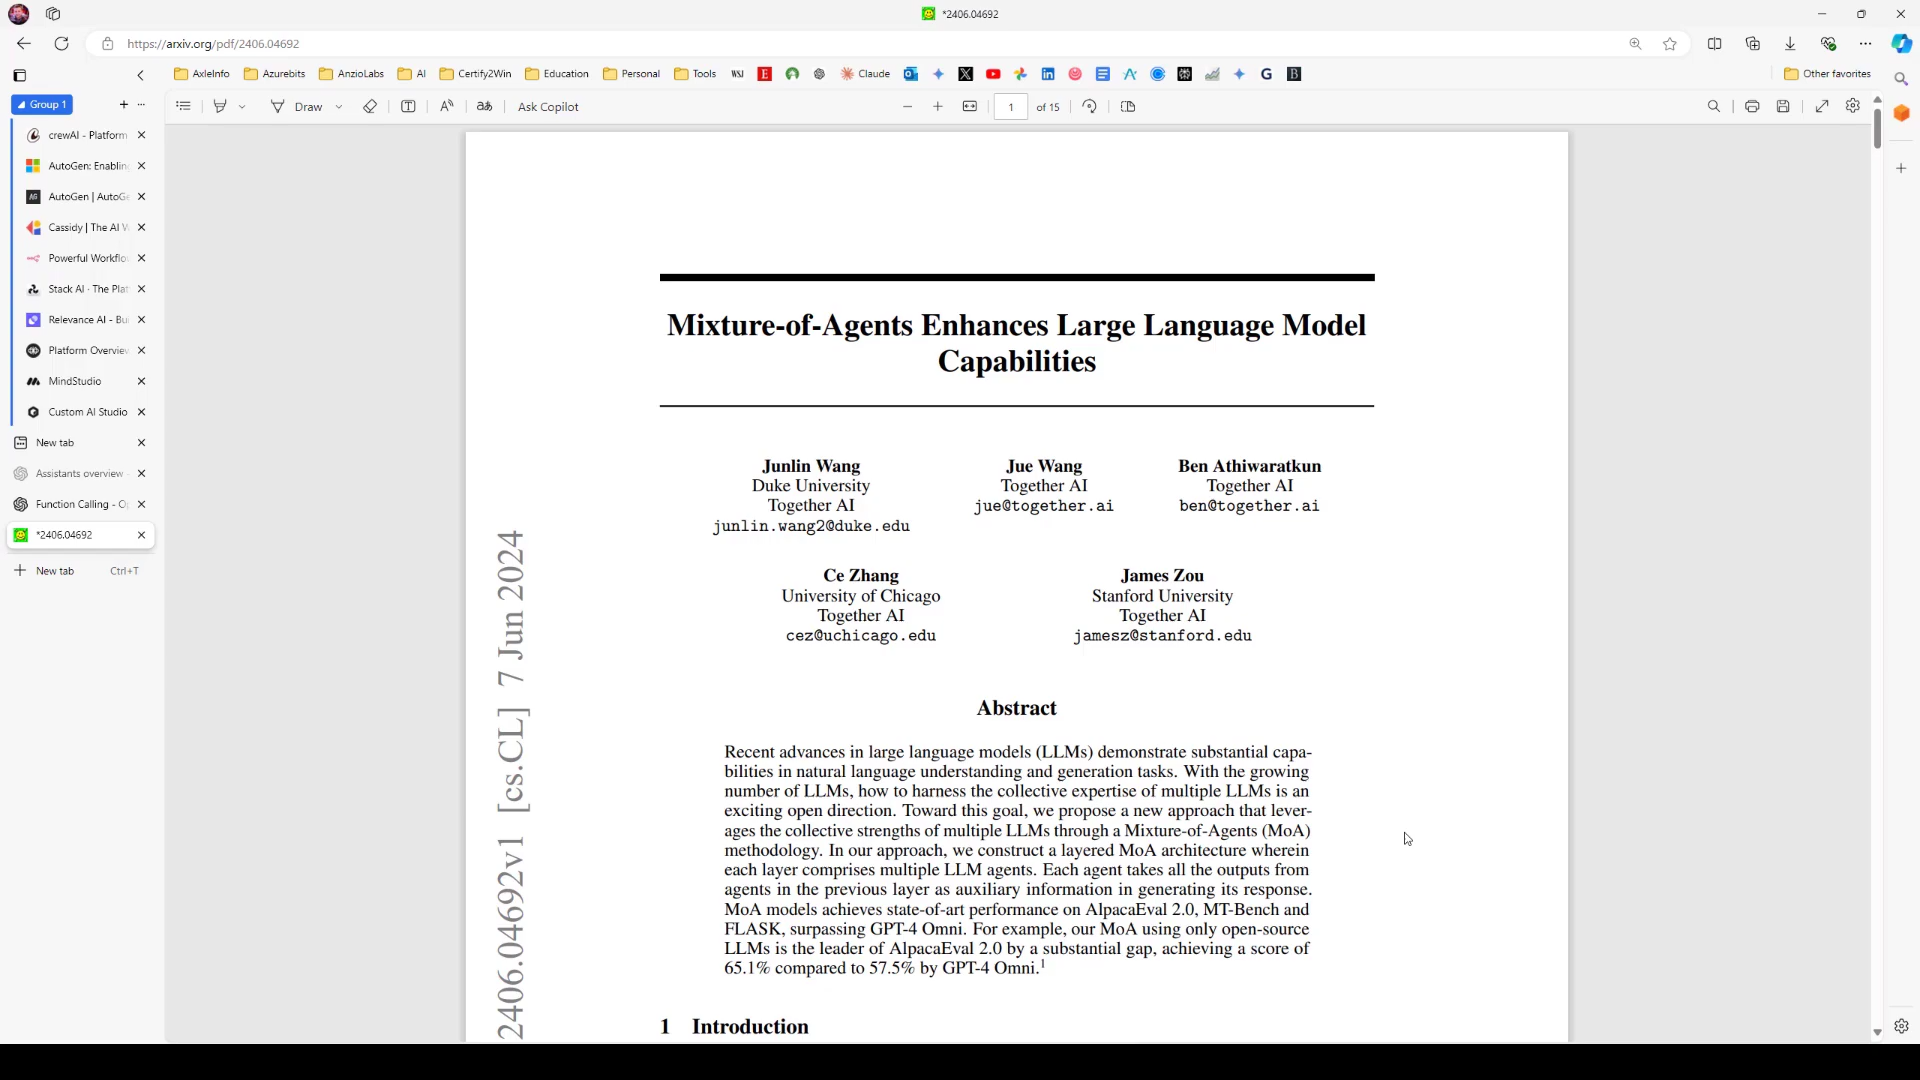 *2406.04692
https://arxiv.org/pdf/2406.04692
AxleInfo Azurebits AnzioLabs AI Certify2Win Education Personal Tools WSJ Claude Other favorites
Group 1
crewAI - Platform
AutoGen: Enablin
AutoGen | AutoGe
Cassidy | The AI W
Powerful Workflo
Stack AI · The Plat
Relevance AI - Bu
Platform Overview
MindStudio
Custom AI Studio
New tab
Assistants overview
Function Calling - O
*2406.04692
New tab Ctrl+T
Draw Ask Copilot 1 of 15
Mixture-of-Agents Enhances Large Language Model
Capabilities
Junlin Wang
Duke University
Together AI
junlin.wang2@duke.edu
Jue Wang
Together AI
jue@together.ai
Ben Athiwaratkun
Together AI
ben@together.ai
Ce Zhang
University of Chicago
Together AI
cez@uchicago.edu
James Zou
Stanford University
Together AI
jamesz@stanford.edu
2406.04692v1 [cs.CL] 7 Jun 2024
Abstract
Recent advances in large language models (LLMs) demonstrate substantial capa-
bilities in natural language understanding and generation tasks. With the growing
number of LLMs, how to harness the collective expertise of multiple LLMs is an
exciting open direction. Toward this goal, we propose a new approach that lever-
ages the collective strengths of multiple LLMs through a Mixture-of-Agents (MoA)
methodology. In our approach, we construct a layered MoA architecture wherein
each layer comprises multiple LLM agents. Each agent takes all the outputs from
agents in the previous layer as auxiliary information in generating its response.
MoA models achieves state-of-art performance on AlpacaEval 2.0, MT-Bench and
FLASK, surpassing GPT-4 Omni. For example, our MoA using only open-source
LLMs is the leader of AlpacaEval 2.0 by a substantial gap, achieving a score of
65.1% compared to 57.5% by GPT-4 Omni.1
1 Introduction